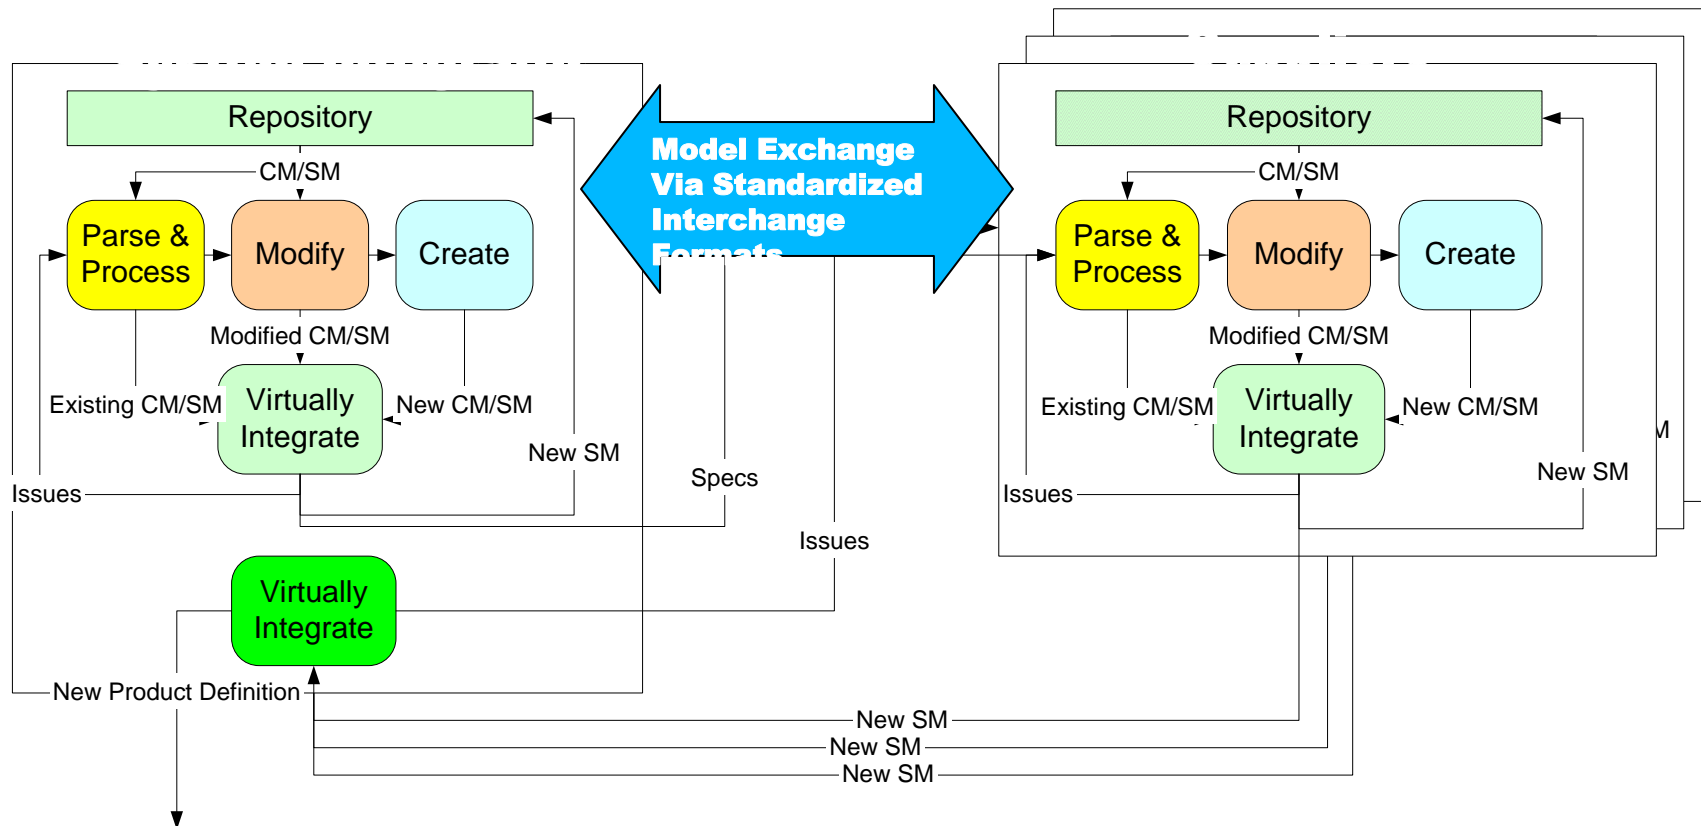 Repository
CM/SM
Parse &
Process
Modify
Create
Modified CM/SM
Existing CM/SM
Virtually
Integrate
New CM/SM
New SM
Issues
Specs
Issues
Virtually
Integrate
New Product Definition
Model Exchange
Via Standardized
Interchange
Formats
Repository
CM/SM
Parse &
Process
Modify
Create
Modified CM/SM
Existing CM/SM
Virtually
Integrate
New CM/SM
M
New SM
Issues
New SM
New SM
New SM